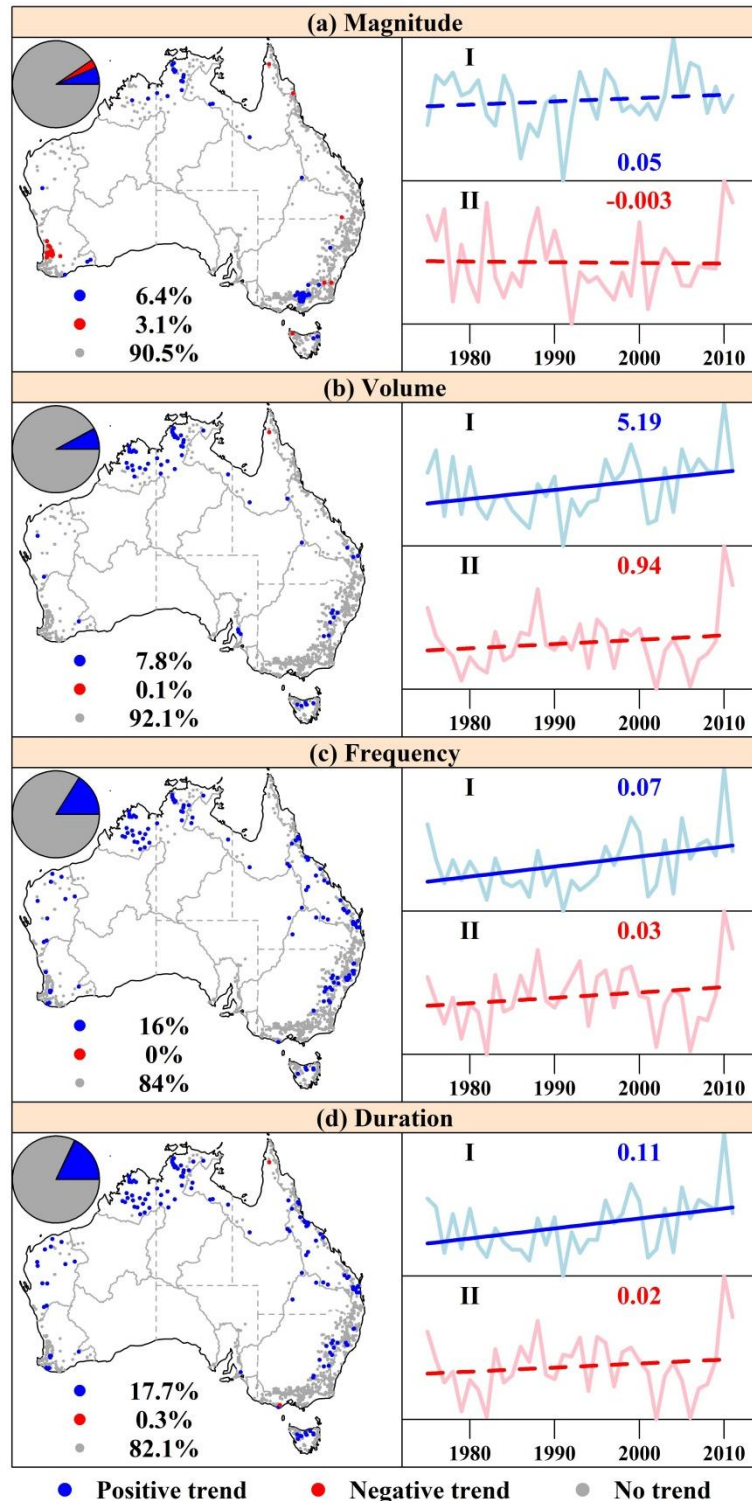 (a) Magnitude
6.4%
3.1%
90.5%
I
0.05
II
-0.003
1980 1990 2000 2010
(b) Volume
7.8%
0.1%
92.1%
I
5.19
II
0.94
1980 1990 2000 2010
(c) Frequency
16%
0%
84%
I
0.07
II
0.03
1980 1990 2000 2010
(d) Duration
17.7%
0.3%
82.1%
I
0.11
II
0.02
1980 1990 2000 2010
Positive trend Negative trend No trend